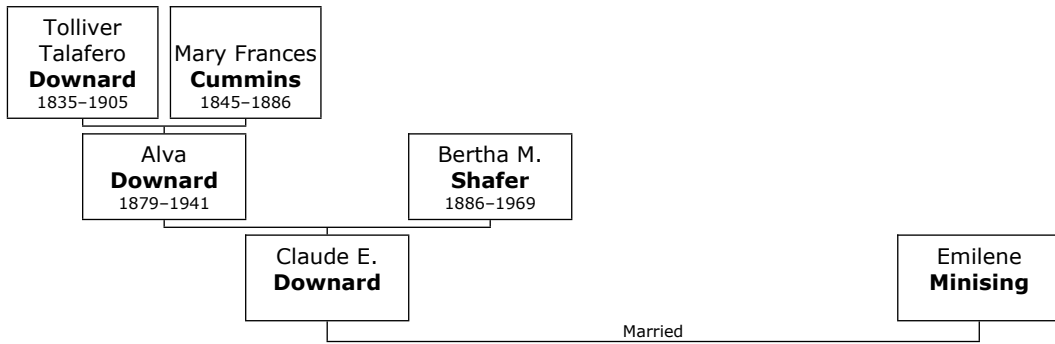 Tolliver
Talafero
Downard
1835–1905
Mary Frances
Cummins
1845–1886
Alva
Downard
1879–1941
Bertha M.
Shafer
1886–1969
Claude E.
Downard
Emilene
Minising
Married